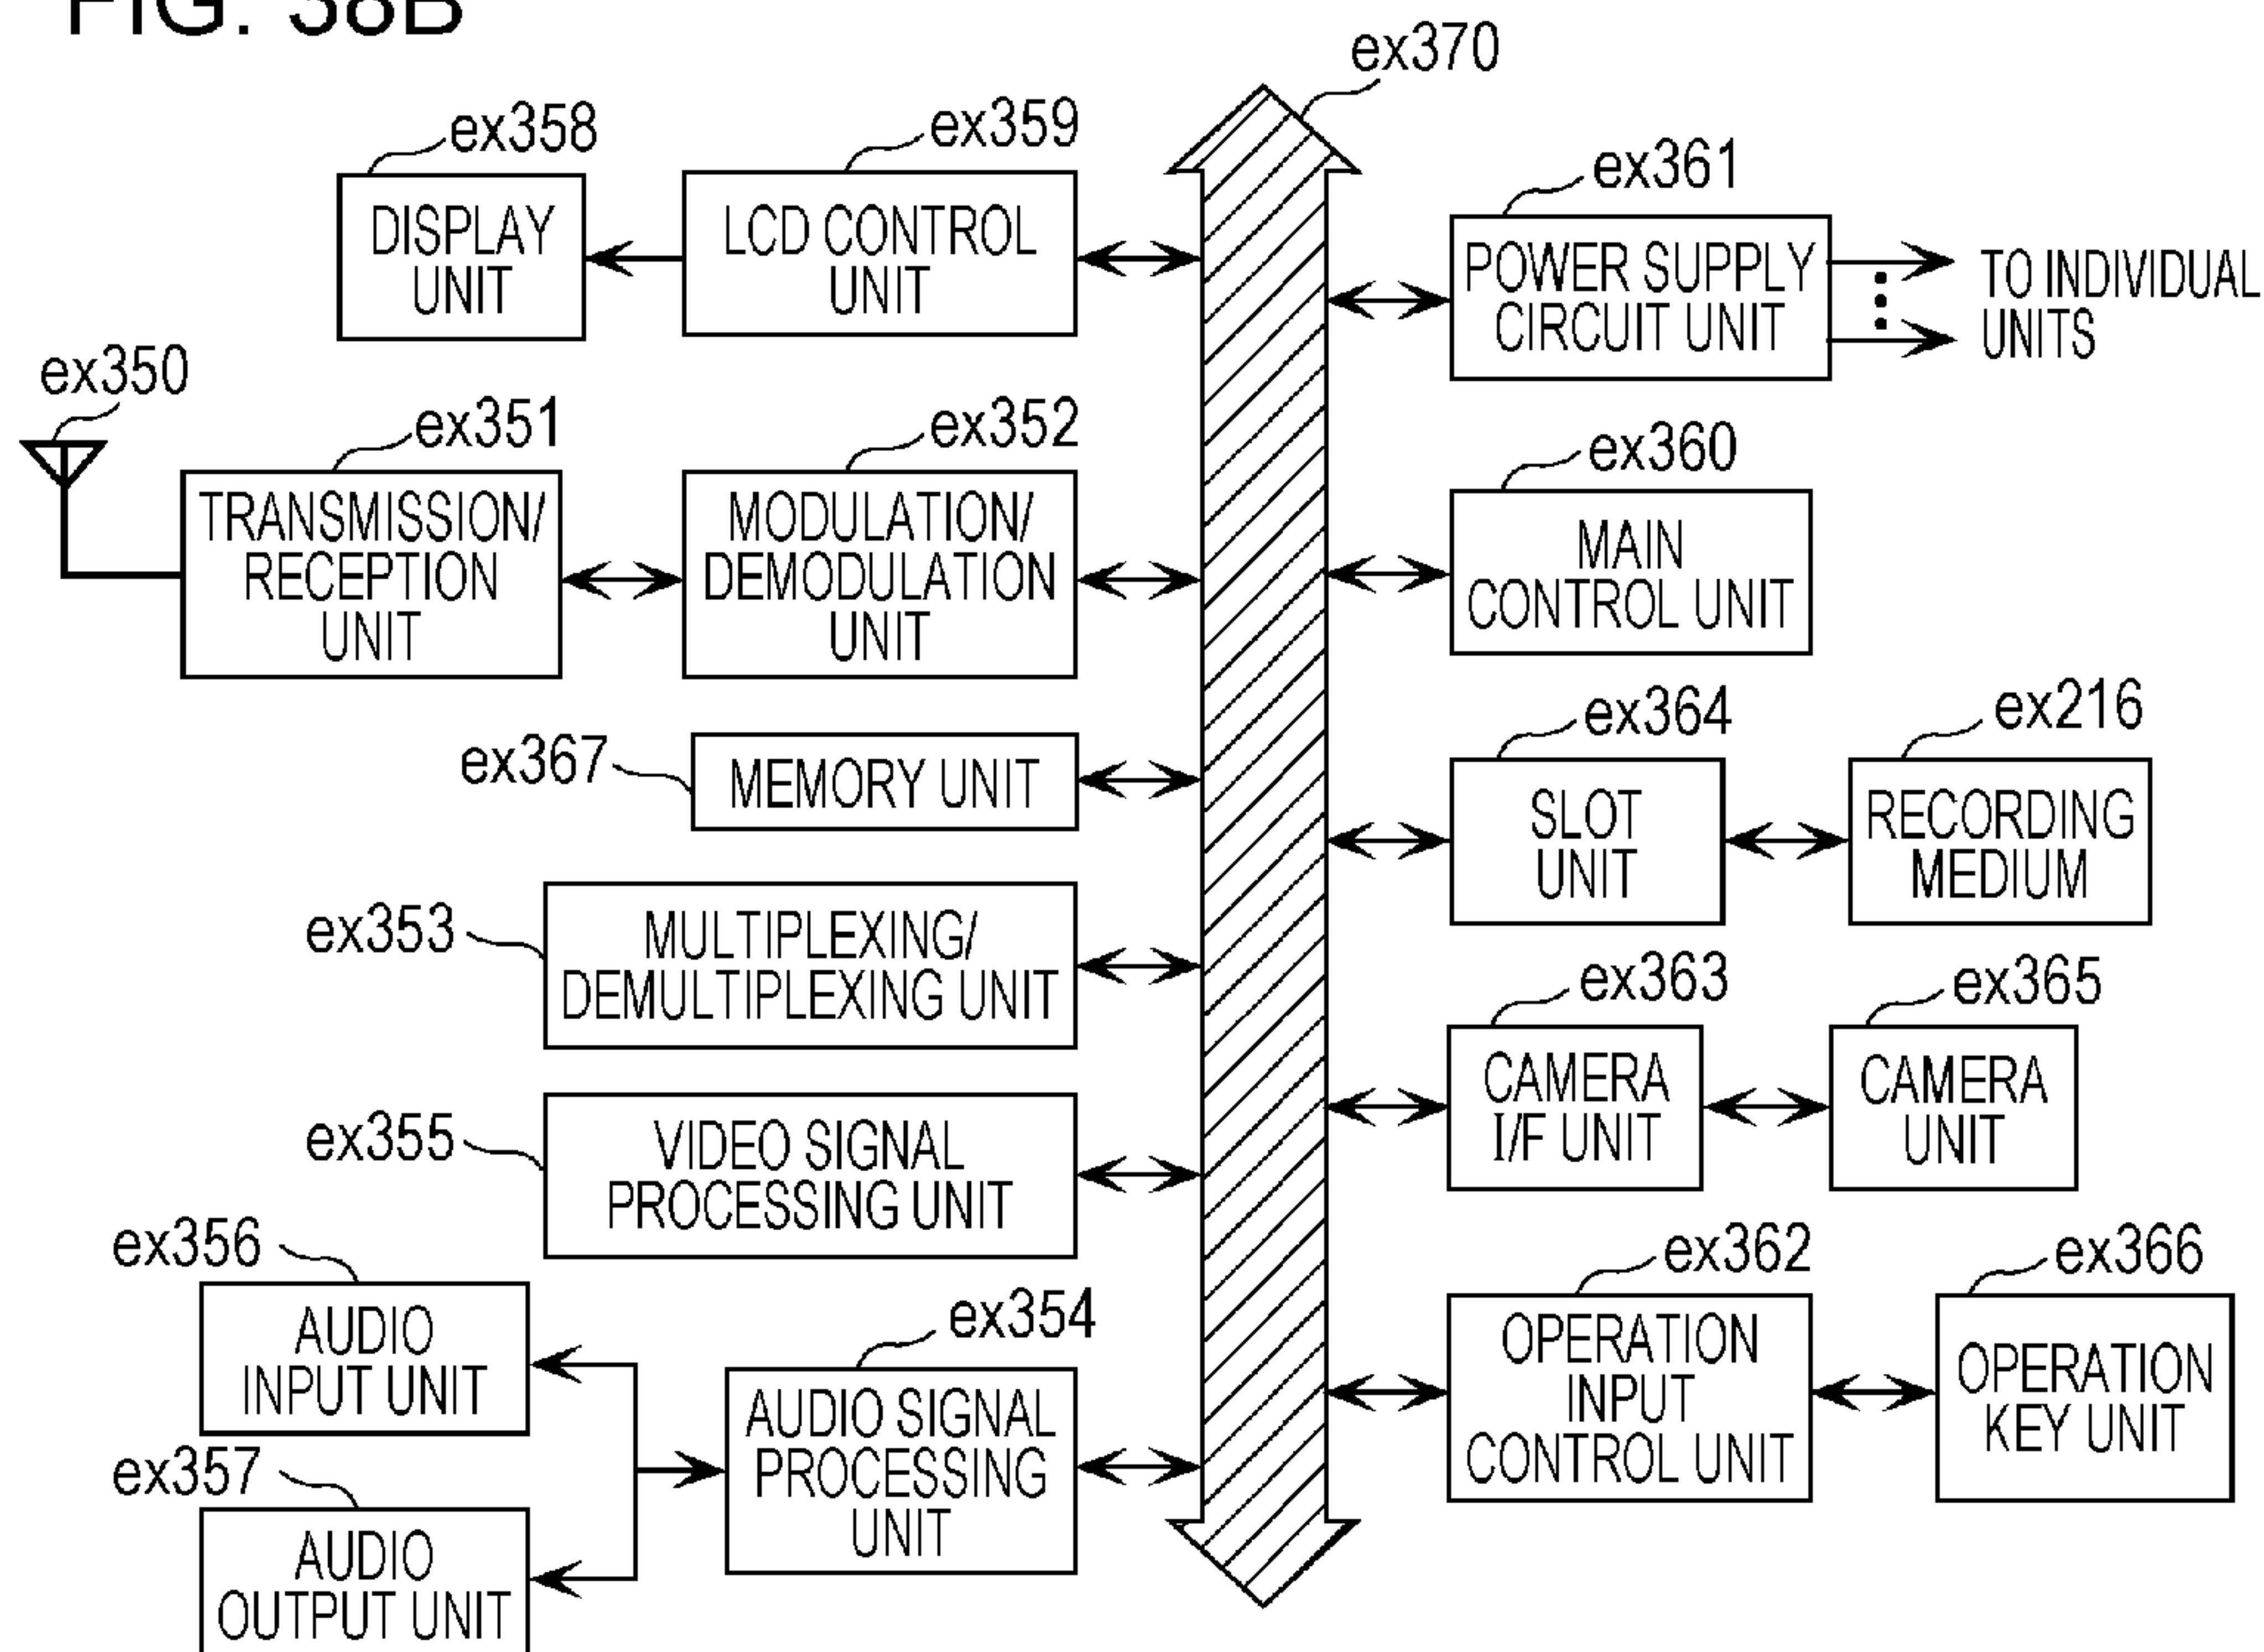 FIG. 38B
ex370
ex358
ex359
ex361
DISPLAY
UNIT
LCD CONTROL
UNIT
POWER SUPPLY
CIRCUIT UNIT
TO INDIVIDUAL
UNITS
ex350
ex351
ex352
ex360
TRANSMISSION/
RECEPTION
UNIT
MODULATION/
DEMODULATION
UNIT
MAIN
CONTROL UNIT
ex367
MEMORY UNIT
ex364
ex216
SLOT
UNIT
RECORDING
MEDIUM
ex353
MULTIPLEXING/
DEMULTIPLEXING UNIT
ex363
ex365
CAMERA
I/F UNIT
CAMERA
UNIT
ex355
VIDEO SIGNAL
PROCESSING UNIT
ex356
AUDIO
INPUT UNIT
ex354
AUDIO SIGNAL
PROCESSING
UNIT
ex362
ex366
OPERATION
INPUT
CONTROL UNIT
OPERATION
KEY UNIT
ex357
AUDIO
OUTPUT UNIT